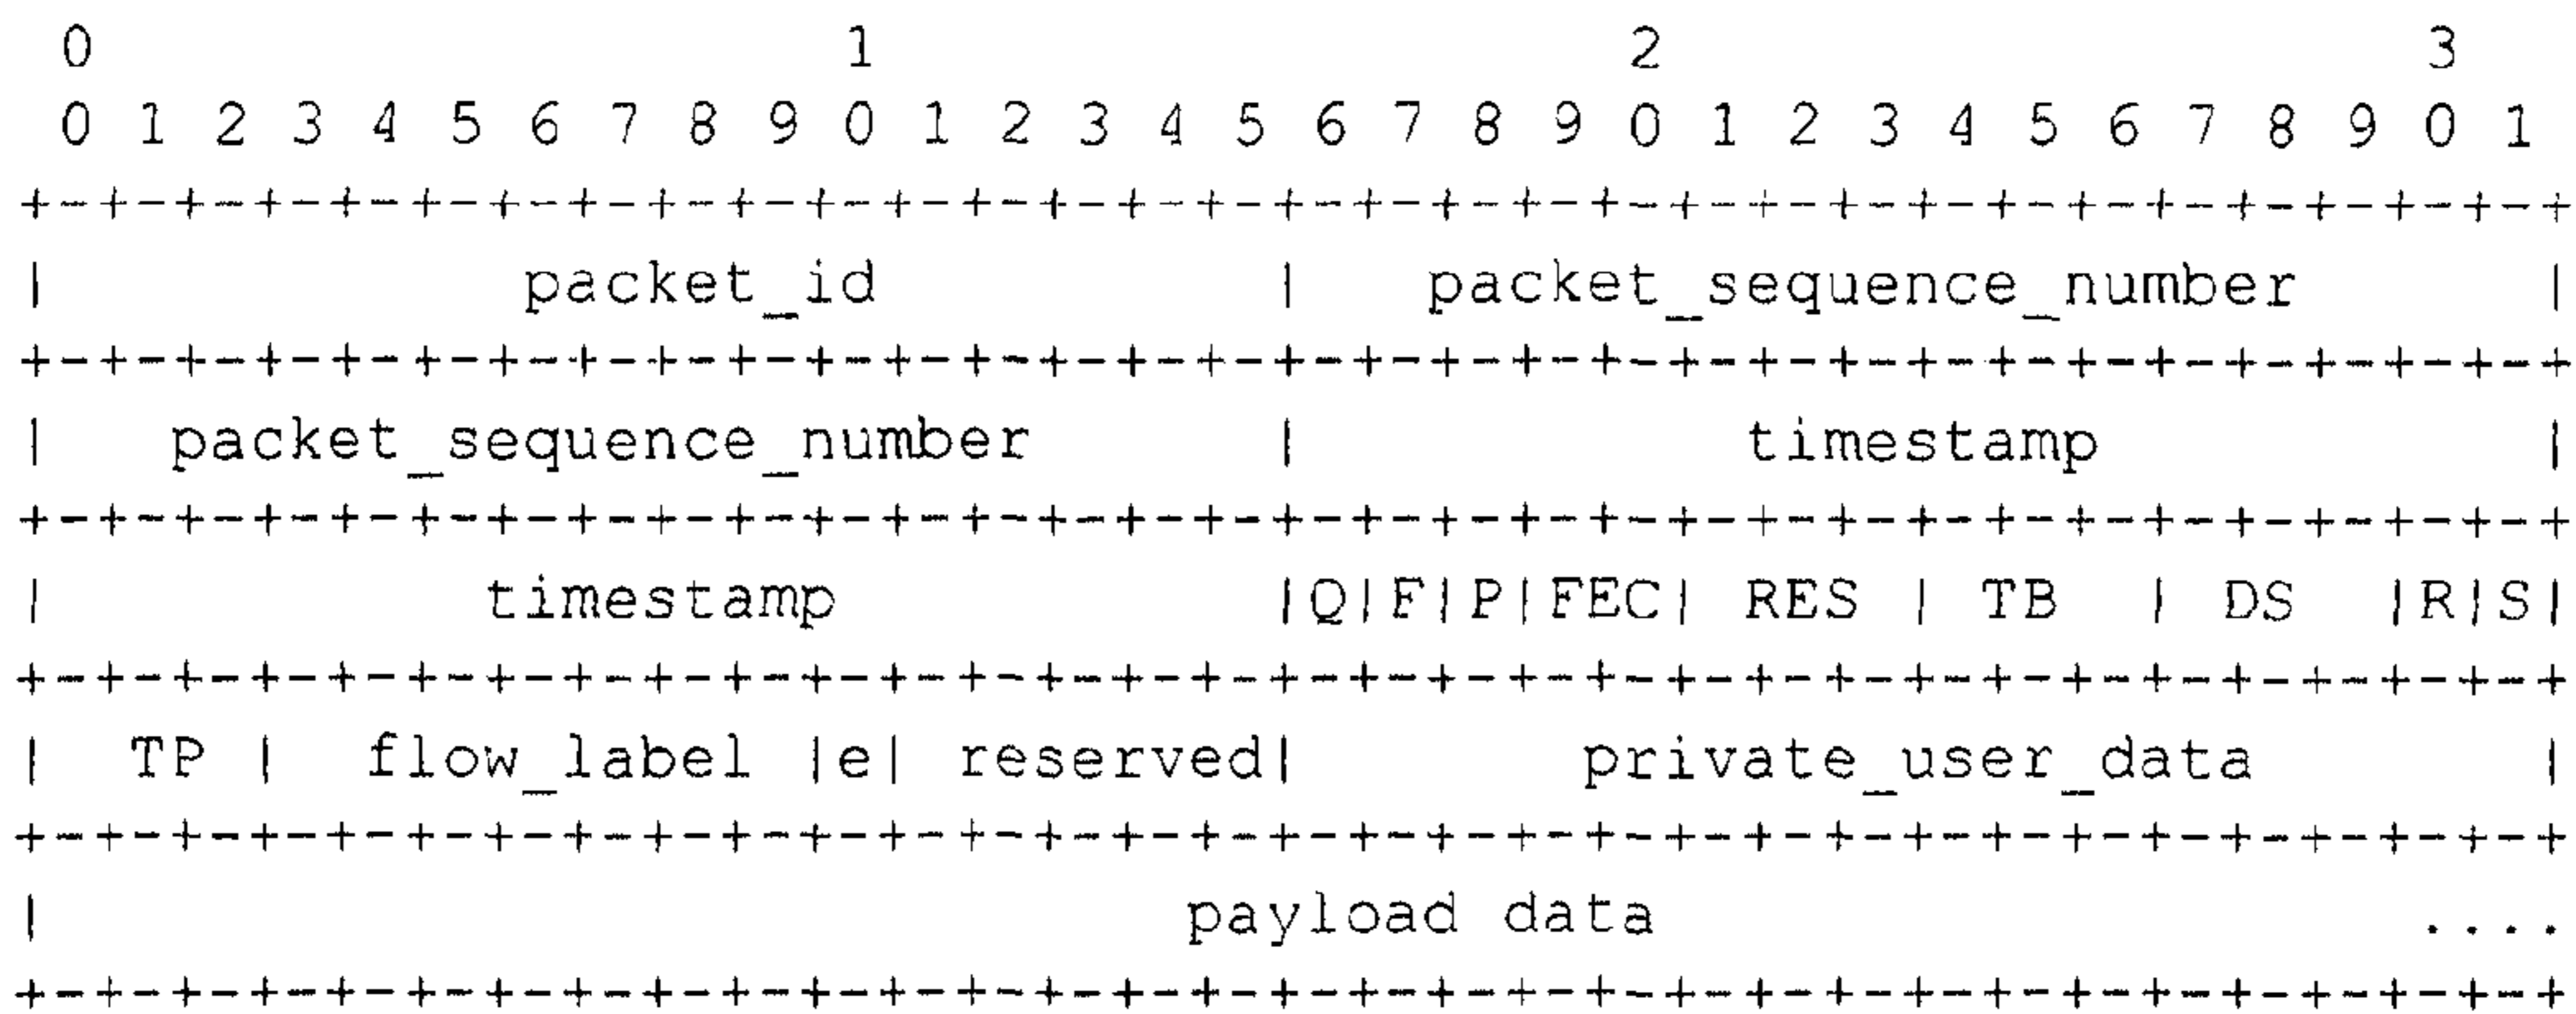 0                   1                   2                   3
0 1 2 3 4 5 6 7 8 9 0 1 2 3 4 5 6 7 8 9 0 1 2 3 4 5 6 7 8 9 0 1
+-+-+-+-+-+-+-+-+-+-+-+-+-+-+-+-+-+-+-+-+-+-+-+-+-+-+-+-+-+-+-+-+
|            packet_id          |   packet_sequence_number      |
+-+-+-+-+-+-+-+-+-+-+-+-+-+-+-+-+-+-+-+-+-+-+-+-+-+-+-+-+-+-+-+-+
|   packet_sequence_number      |           timestamp           |
+-+-+-+-+-+-+-+-+-+-+-+-+-+-+-+-+-+-+-+-+-+-+-+-+-+-+-+-+-+-+-+-+
|           timestamp           |Q|F|P|FEC| RES | TB  | DS  |R|S|
+-+-+-+-+-+-+-+-+-+-+-+-+-+-+-+-+-+-+-+-+-+-+-+-+-+-+-+-+-+-+-+-+
|  TP |  flow_label |e| reserved|       private_user_data       |
+-+-+-+-+-+-+-+-+-+-+-+-+-+-+-+-+-+-+-+-+-+-+-+-+-+-+-+-+-+-+-+-+
|                             payload data                   ....
+-+-+-+-+-+-+-+-+-+-+-+-+-+-+-+-+-+-+-+-+-+-+-+-+-+-+-+-+-+-+-+-+